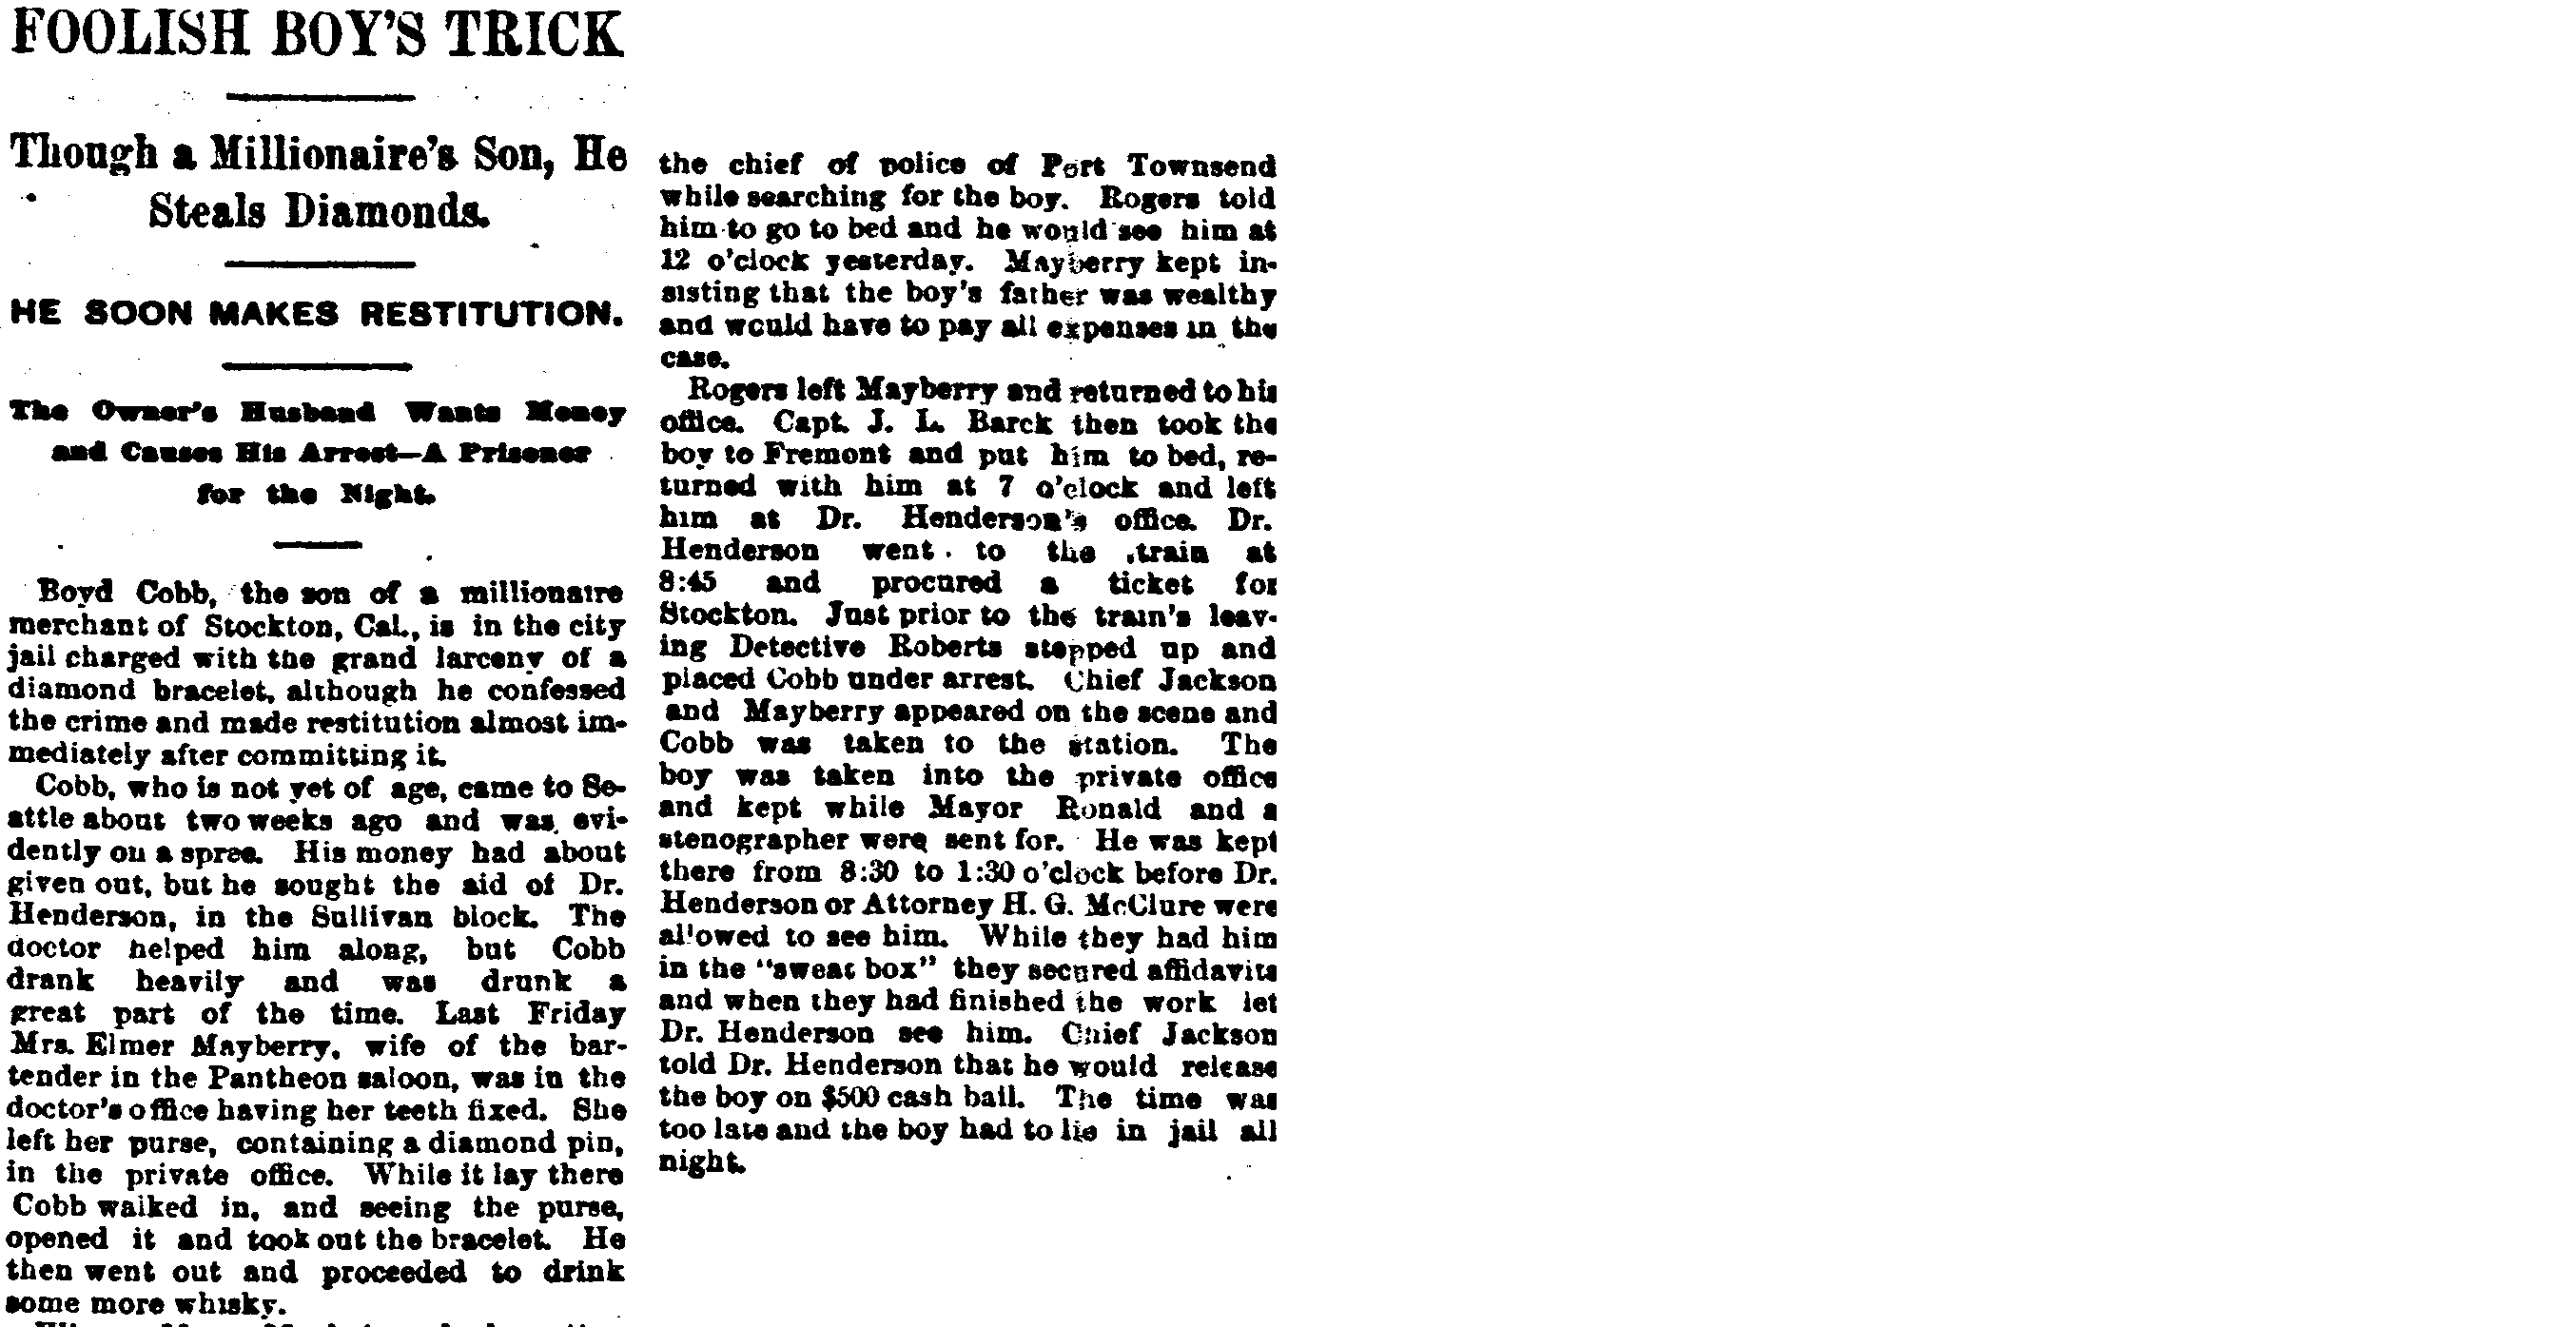 FOOLISH BOY'S TRICK
Though a Millionaire's Son, He
Steals Diamonds.
HE SOON MAKES RESTITUTION.
The Owner's Husband Wants Money
and Causes His Arrest—A Prisoner
for the Night.
Boyd Cobb, the son of a millionaire
merchant of Stockton, Cal., is in the city
jail charged with the grand larceny of a
diamond bracelet, although he confessed
the crime and made restitution almost im-
mediately after committing it.
Cobb, who is not yet of age, came to Se-
attle about two weeks ago and was evi-
dently on a spree. His money had about
given out, but he sought the aid of Dr.
Henderson, in the Sullivan block. The
doctor helped him along, but Cobb
drank heavily and was drunk a
great part of the time. Last Friday
Mrs. Elmer Mayberry, wife of the bar-
tender in the Pantheon saloon, was in the
doctor's office having her teeth fixed. She
left her purse, containing a diamond pin,
in the private office. While it lay there
Cobb walked in, and seeing the purse,
opened it and took out the bracelet. He
then went out and proceeded to drink
some more whisky.
the chief of police of Port Townsend
while searching for the boy. Rogers told
him to go to bed and he would see him at
12 o'clock yesterday. Mayberry kept in-
sisting that the boy's father was wealthy
and would have to pay all expenses in the
case.
Rogers left Mayberry and returned to his
office. Capt. J. L. Barck then took the
boy to Fremont and put him to bed, re-
turned with him at 7 o'clock and left
him at Dr. Henderson's office. Dr.
Henderson went to the train at
8:45 and procured a ticket for
Stockton. Just prior to the train's leav-
ing Detective Roberts stepped up and
placed Cobb under arrest. Chief Jackson
and Mayberry appeared on the scene and
Cobb was taken to the station. The
boy was taken into the private office
and kept while Mayor Ronald and a
stenographer were sent for. He was kept
there from 8:30 to 1:30 o'clock before Dr.
Henderson or Attorney H. G. McClure were
allowed to see him. While they had him
in the "sweat box" they secured affidavits
and when they had finished the work let
Dr. Henderson see him. Chief Jackson
told Dr. Henderson that he would release
the boy on $500 cash bail. The time was
too late and the boy had to lie in jail all
night.